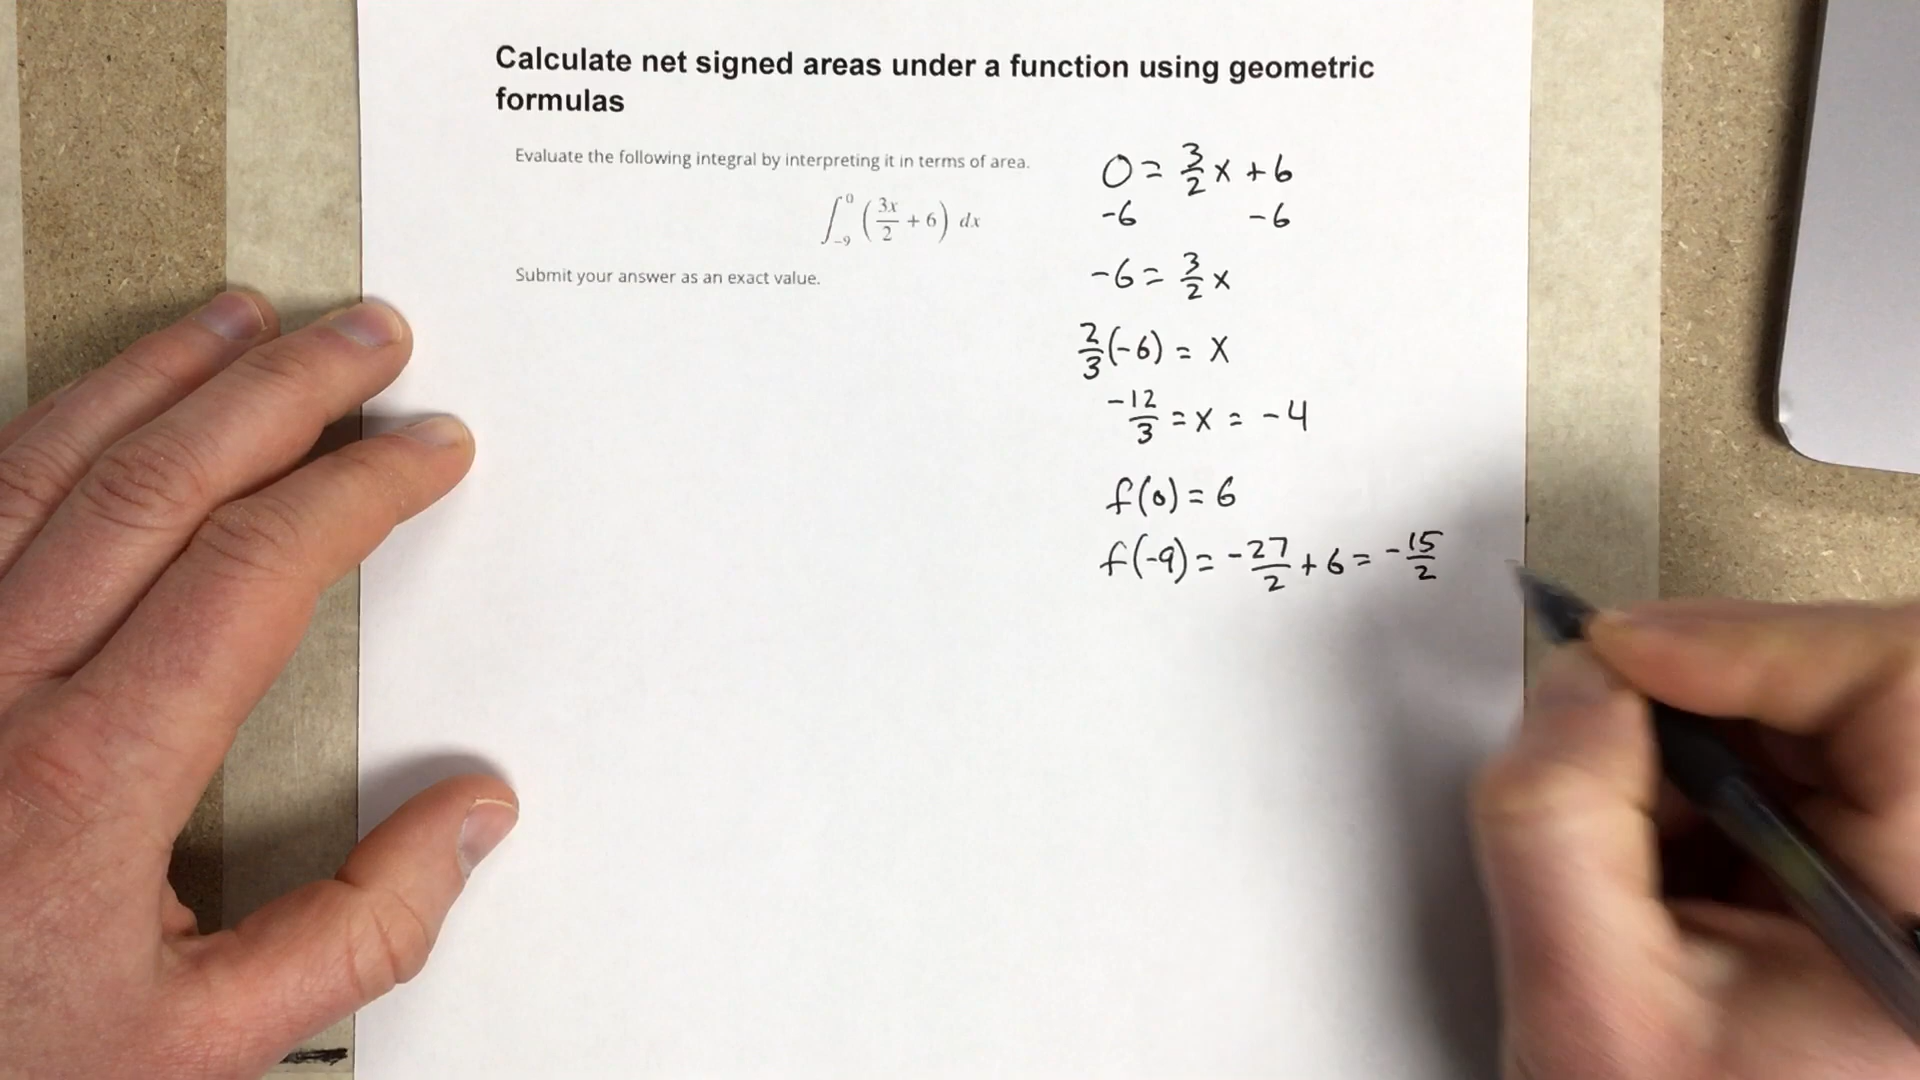 Calculate net signed areas under a function using geometric
formulas
Evaluate the following integral by interpreting it in terms of area.
∫_{-9}^{0} (3x/2 + 6) dx
Submit your answer as an exact value.
0 = 3/2 x + 6
-6 -6
-6 = 3/2 x
2/3 (-6) = x
-12/3 = x = -4
f(0) = 6
f(-9) = -27/2 + 6 = -15/2